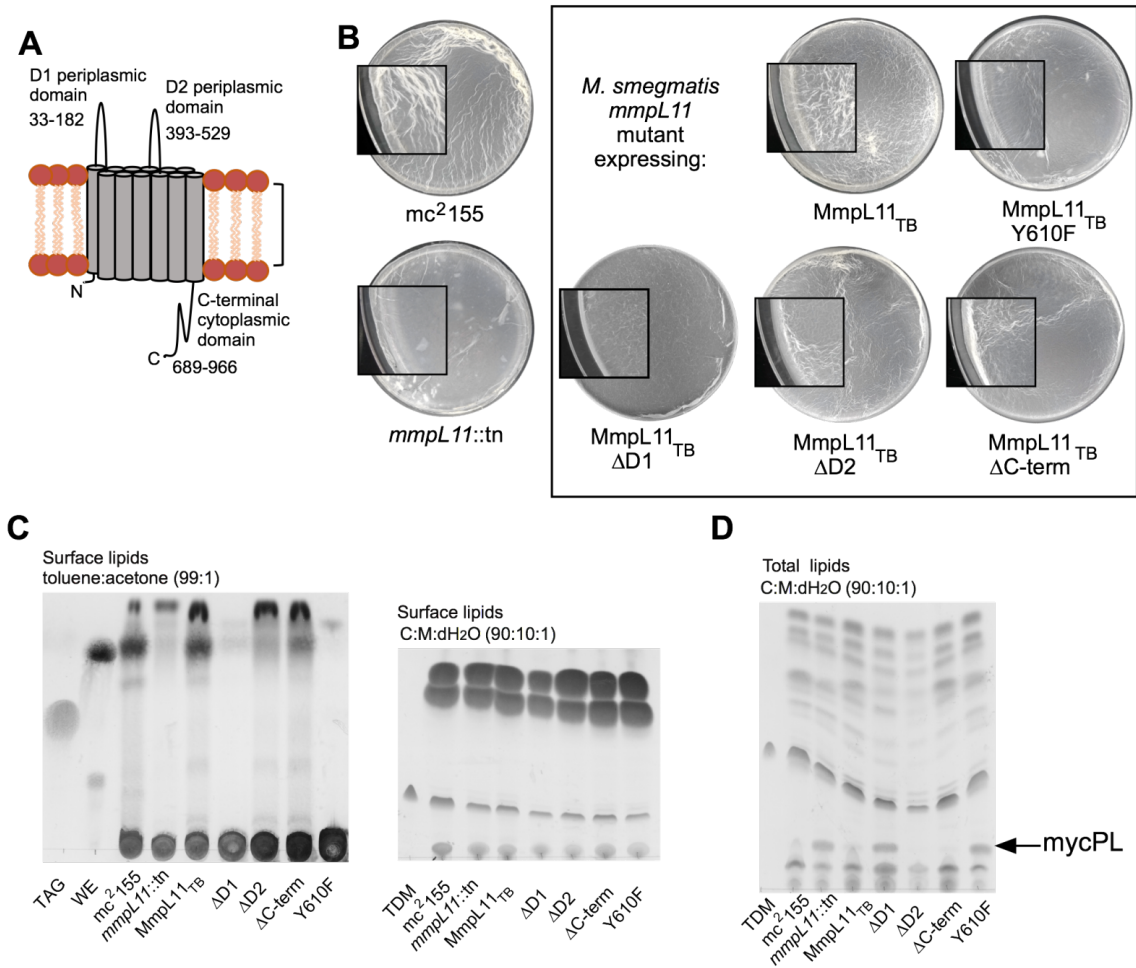 A
D1 periplasmic
domain
33-182
D2 periplasmic
domain
393-529
N
C-terminal
cytoplasmic
domain
C
689-966
B
mc²155
M. smegmatis
mmpL11
mutant
expressing:
MmpL11TB
MmpL11TB
Y610F
mmpL11::tn
MmpL11TB
ΔD1
MmpL11TB
ΔD2
MmpL11TB
ΔC-term
C
Surface lipids
toluene:acetone (99:1)
TAG
WE
mc²155
mmpL11::tn
MmpL11TB
ΔD1
ΔD2
ΔC-term
Y610F
Surface lipids
C:M:dH2O (90:10:1)
TDM
mc²155
mmpL11::tn
MmpL11TB
ΔD1
ΔD2
ΔC-term
Y610F
D
Total lipids
C:M:dH2O (90:10:1)
mycPL
TDM
mc²155
mmpL11::tn
MmpL11TB
ΔD1
ΔD2
ΔC-term
Y610F